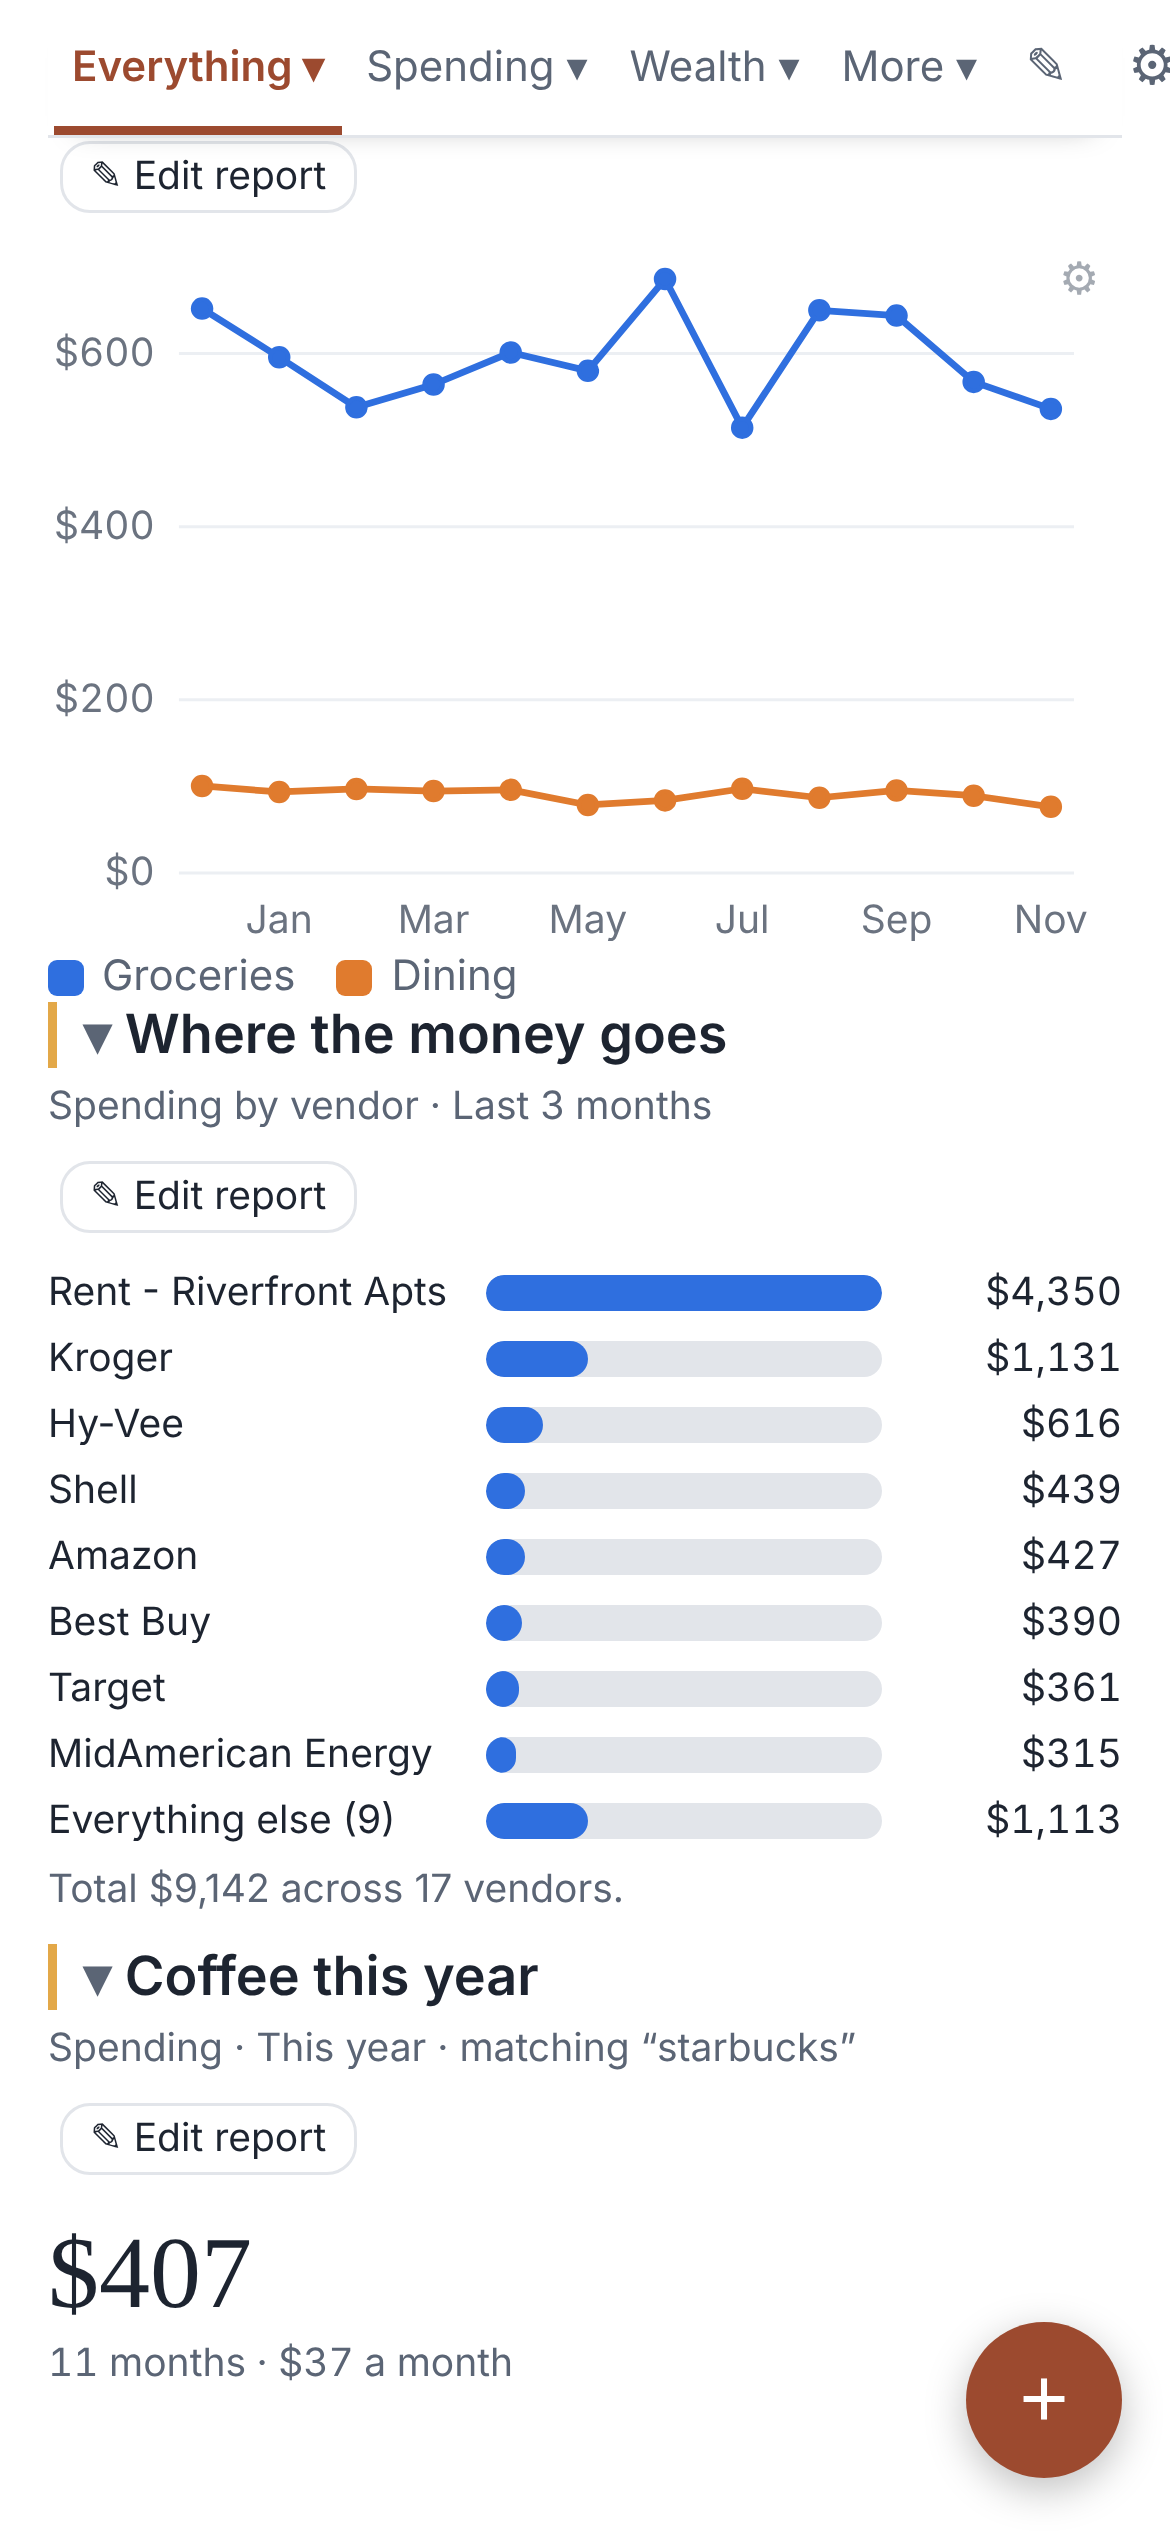 Everything ▾ Spending ▾ Wealth ▾ More ▾ ✎ ⚙
✎ Edit report
⚙
$600
$400
$200
$0
Jan Mar May Jul Sep Nov
Groceries Dining
▾ Where the money goes
Spending by vendor · Last 3 months
✎ Edit report
Rent - Riverfront Apts $4,350
Kroger $1,131
Hy-Vee $616
Shell $439
Amazon $427
Best Buy $390
Target $361
MidAmerican Energy $315
Everything else (9) $1,113
Total $9,142 across 17 vendors.
▾ Coffee this year
Spending · This year · matching “starbucks”
✎ Edit report
$407
11 months · $37 a month
+